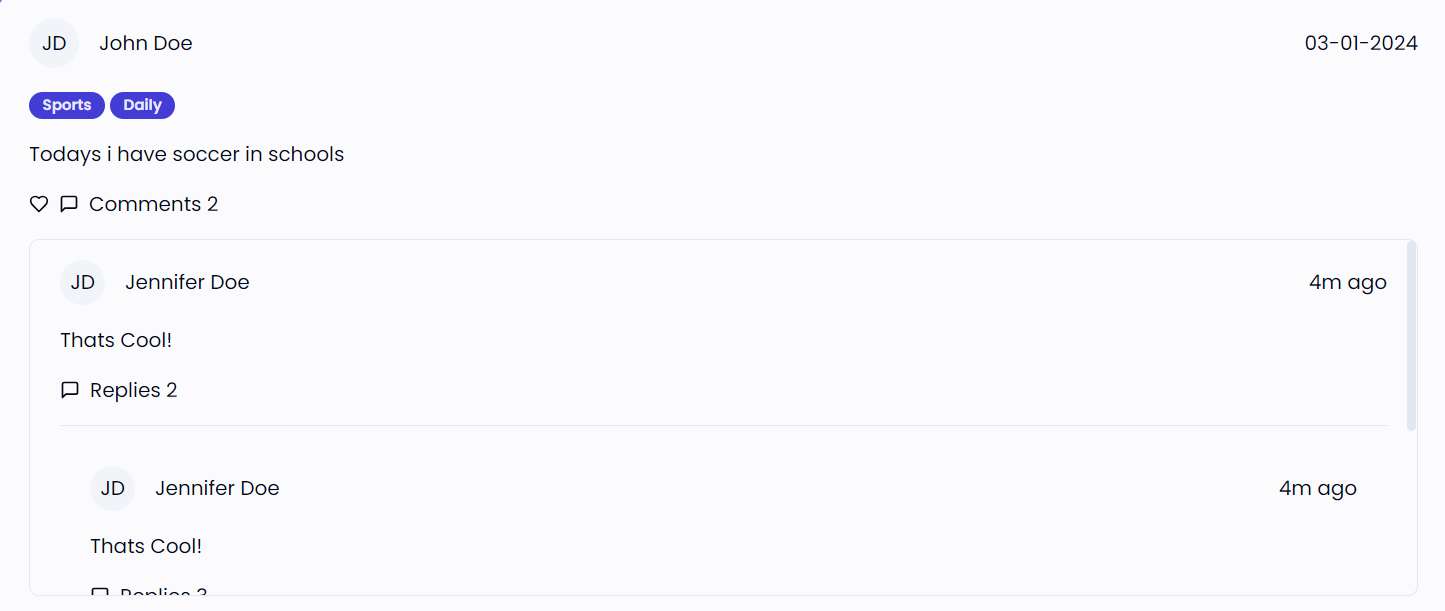 JD John Doe 03-01-2024
Sports Daily
Todays i have soccer in schools
Comments 2
JD Jennifer Doe 4m ago
Thats Cool!
Replies 2
JD Jennifer Doe 4m ago
Thats Cool!
Replies 3